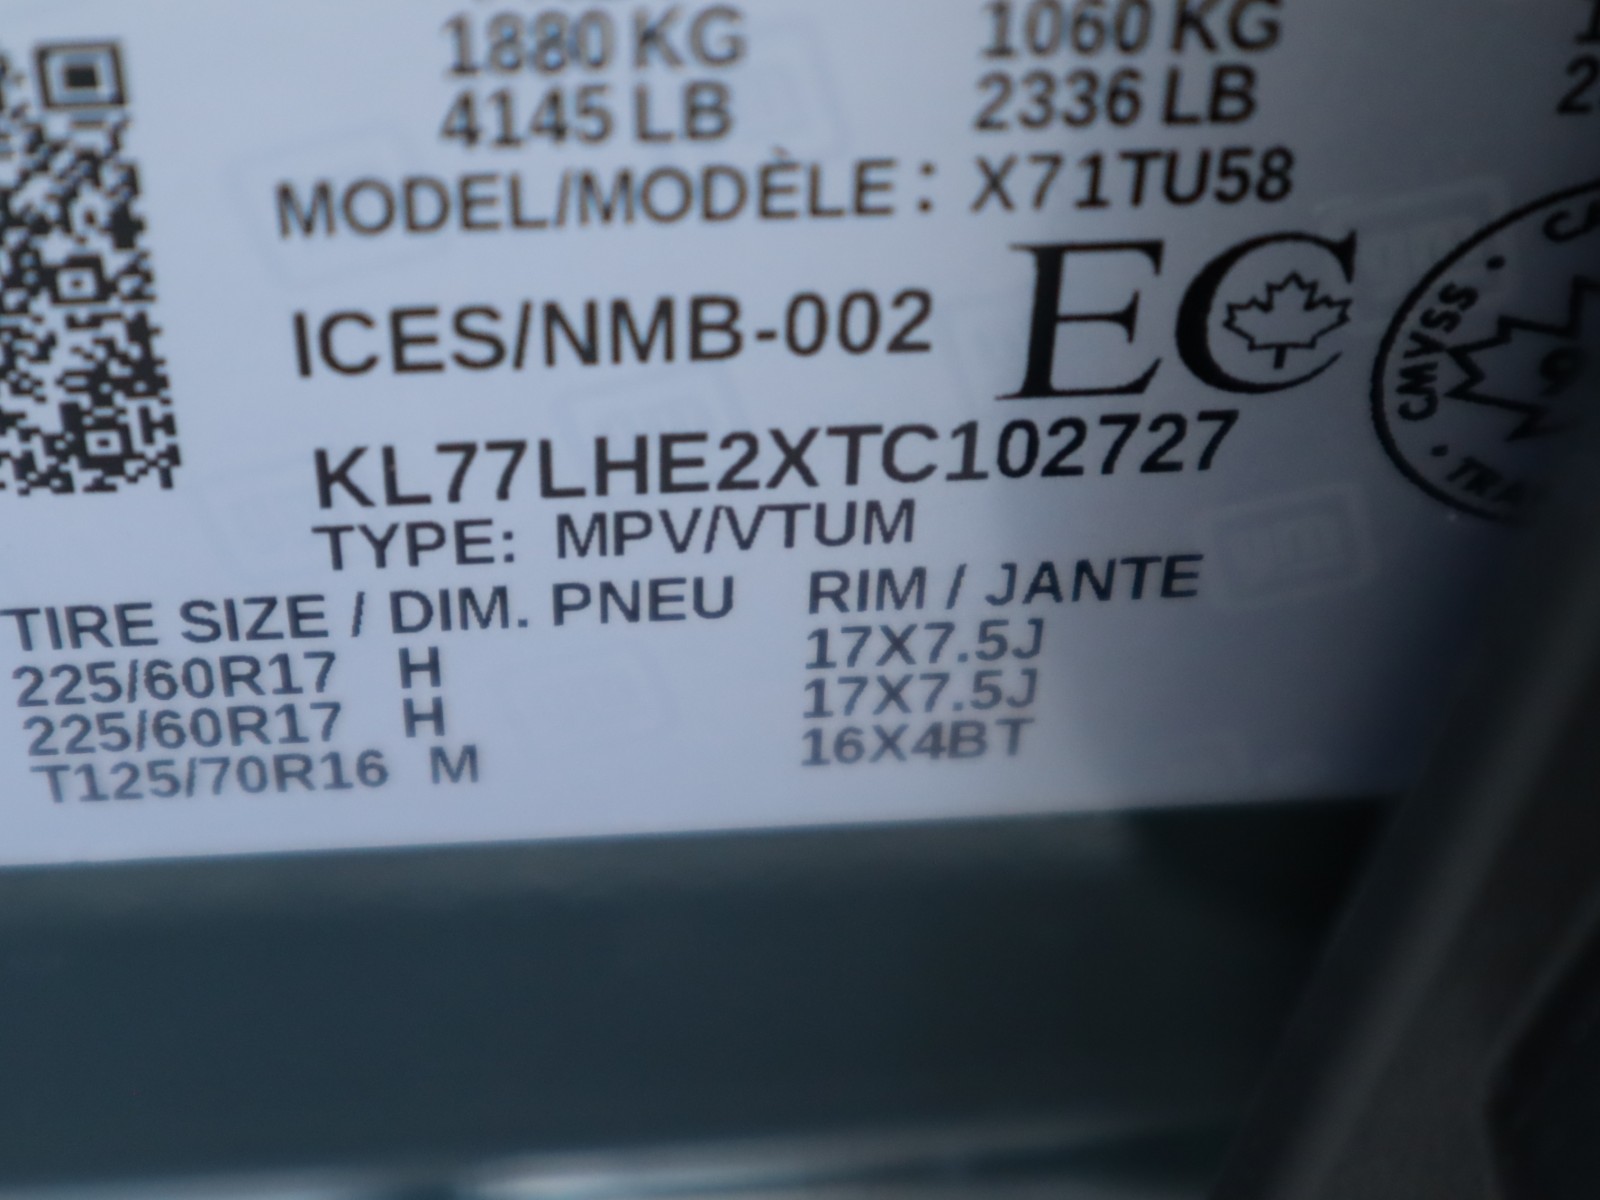 1880 KG 1060 KG
4145 LB 2336 LB
MODEL/MODÈLE: X71TU58
ICES/NMB-002 EC
CMVSS
KL77LHE2XTC102727
TYPE: MPV/VTUM
TIRE SIZE / DIM. PNEU RIM / JANTE
225/60R17 H 17X7.5J
225/60R17 H 17X7.5J
T125/70R16 M 16X4BT